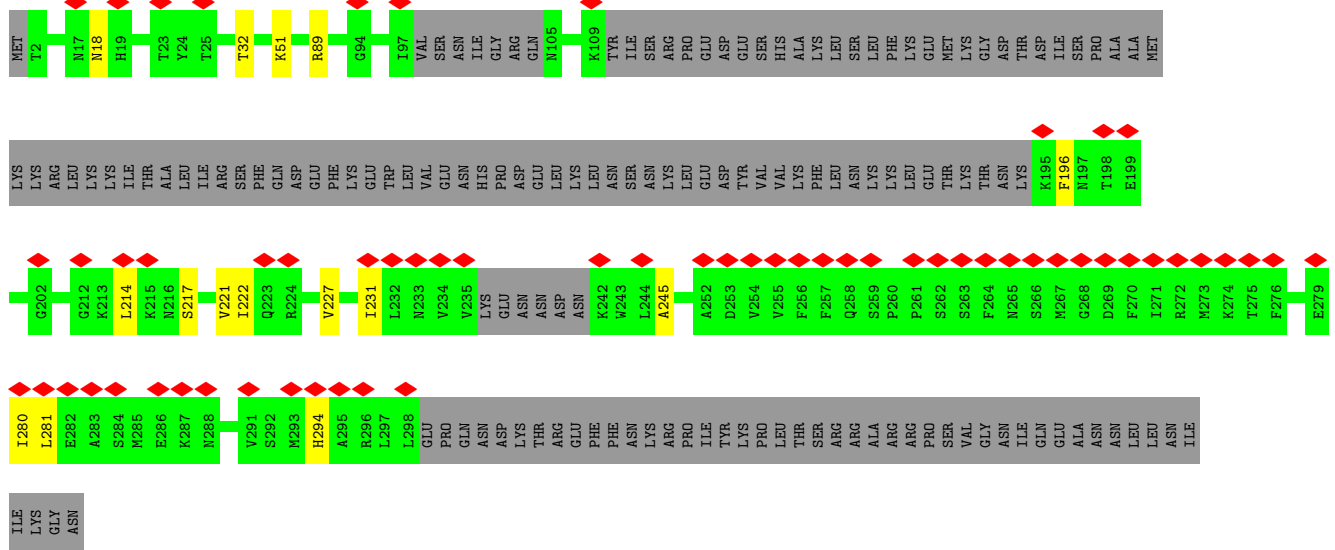 MET T2 N17 N18 H19 T23 Y24 T25 T32 K51 R89 G94 I97 VAL SER ASN ILE GLY ARG GLN N105 K109 TYR ILE SER ARG PRO GLU ASP GLU SER HIS ALA LYS LEU SER LEU PHE LYS GLU MET LYS GLY ASP THR ASP ILE SER PRO ALA ALA MET
LYS LYS ARG LEU LYS LYS ILE THR ALA LEU ILE ARG SER PHE GLN ASP GLU PHE LYS GLU TRP LEU VAL GLU ASN HIS PRO ASP GLU LEU LYS LEU ASN SER ASN LYS LEU GLU ASP TYR VAL VAL LYS PHE LEU ASN LYS LYS LEU GLU THR LYS THR ASN LYS K195 F196 N197 T198 E199
G202 G212 K213 L214 K215 N216 S217 V221 I222 Q223 R224 V227 I231 L232 N233 V234 V235 LYS GLU ASN ASN ASP ASN K242 W243 L244 A245 A252 D253 V254 V255 F256 F257 Q258 S259 P260 P261 S262 S263 F264 N265 S266 M267 G268 D269 F270 I271 R272 M273 K274 T275 F276 E279
I280 L281 E282 A283 S284 M285 E286 K287 N288 V291 S292 M293 H294 A295 R296 L297 L298 GLU PRO GLN ASN ASP LYS THR ARG GLU PHE PHE ASN LYS ARG PRO ILE TYR LYS PRO LEU THR SER ARG ARG ALA ARG ARG PRO SER VAL GLY ASN ILE GLN GLU ALA ASN ASN LEU LEU ASN ILE
ILE LYS GLY ASN